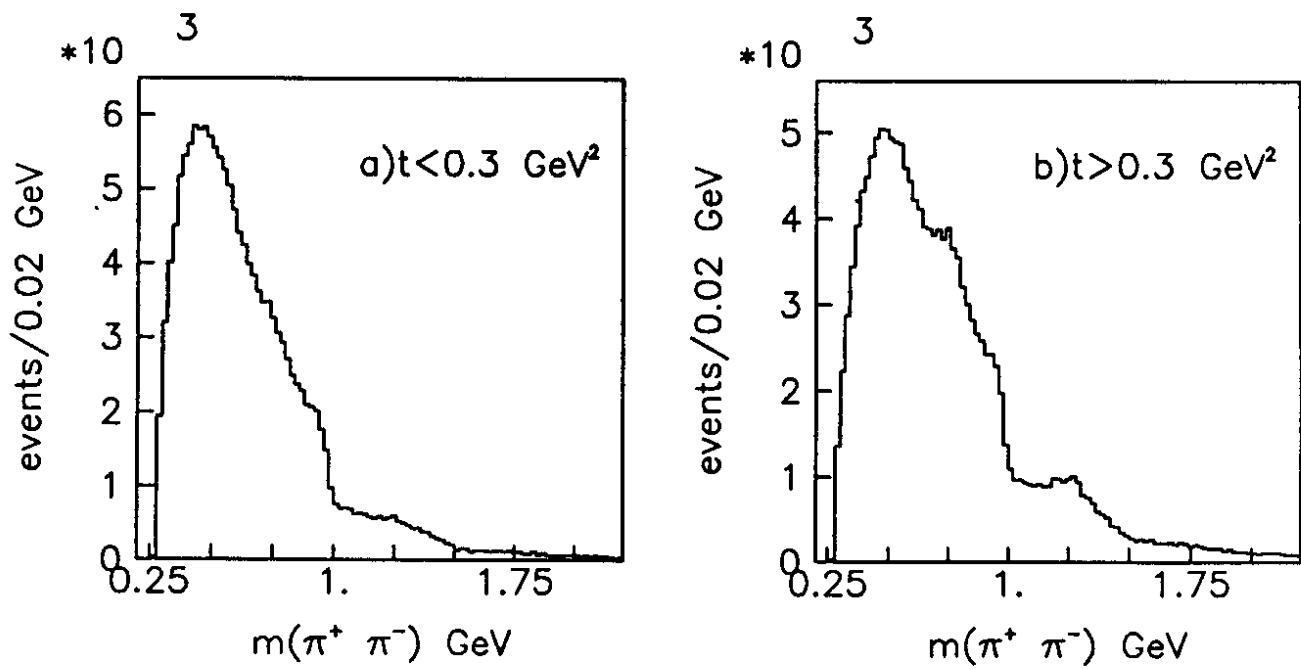 *10 3
6
5
4
3
2
1
0
events/0.02 GeV
a)t<0.3 GeV²
0.25 1. 1.75
m(π⁺ π⁻) GeV
*10 3
5
4
3
2
1
0
events/0.02 GeV
b)t>0.3 GeV²
0.25 1. 1.75
m(π⁺ π⁻) GeV